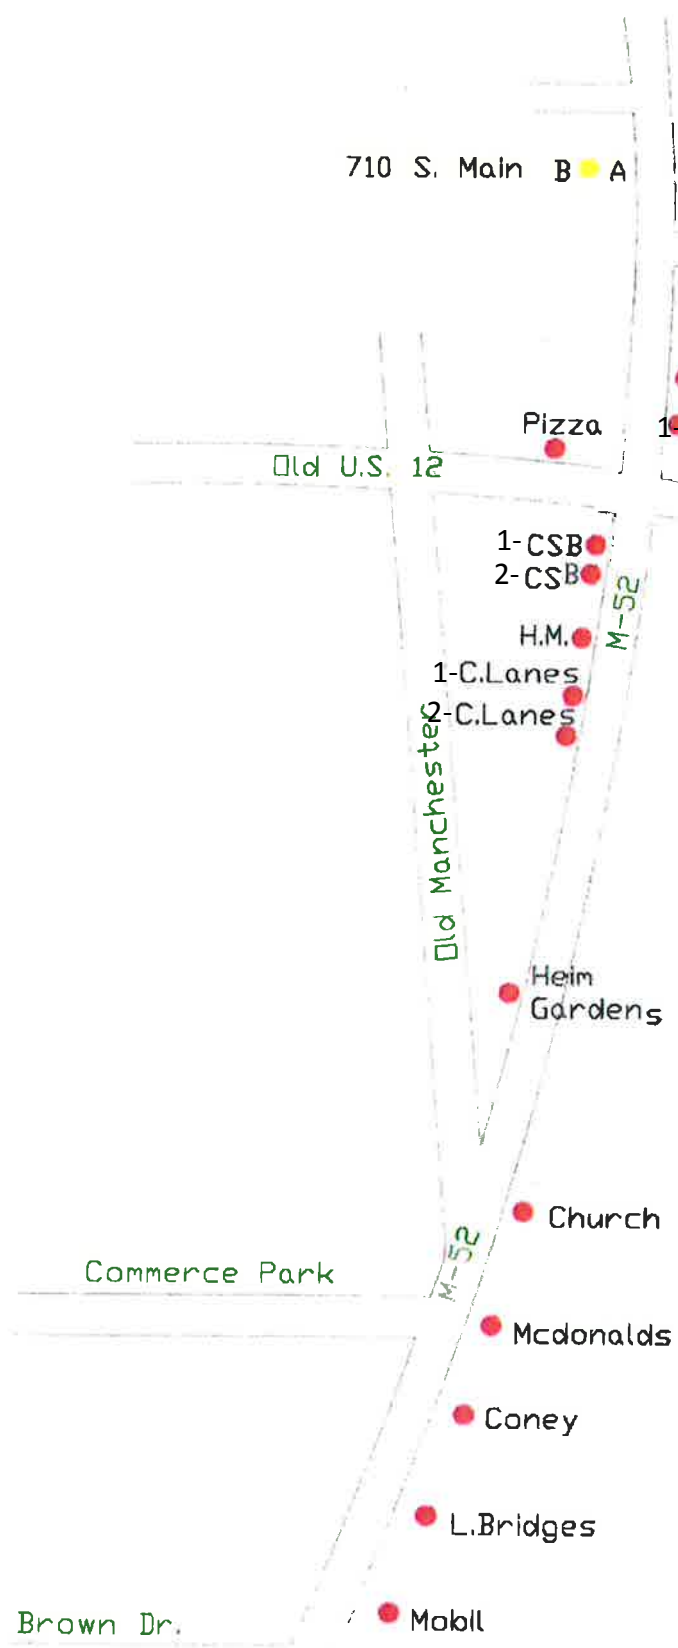 710 S. Main B A
Pizza
1-
Old U.S. 12
1-CSB
2-CSB
M-52
H.M.
1-C.Lanes
2-C.Lanes
Old Manchester
Heim
Gardens
Church
M-52
Commerce Park
Mcdonalds
Coney
L.Bridges
Mobil
Brown Dr.